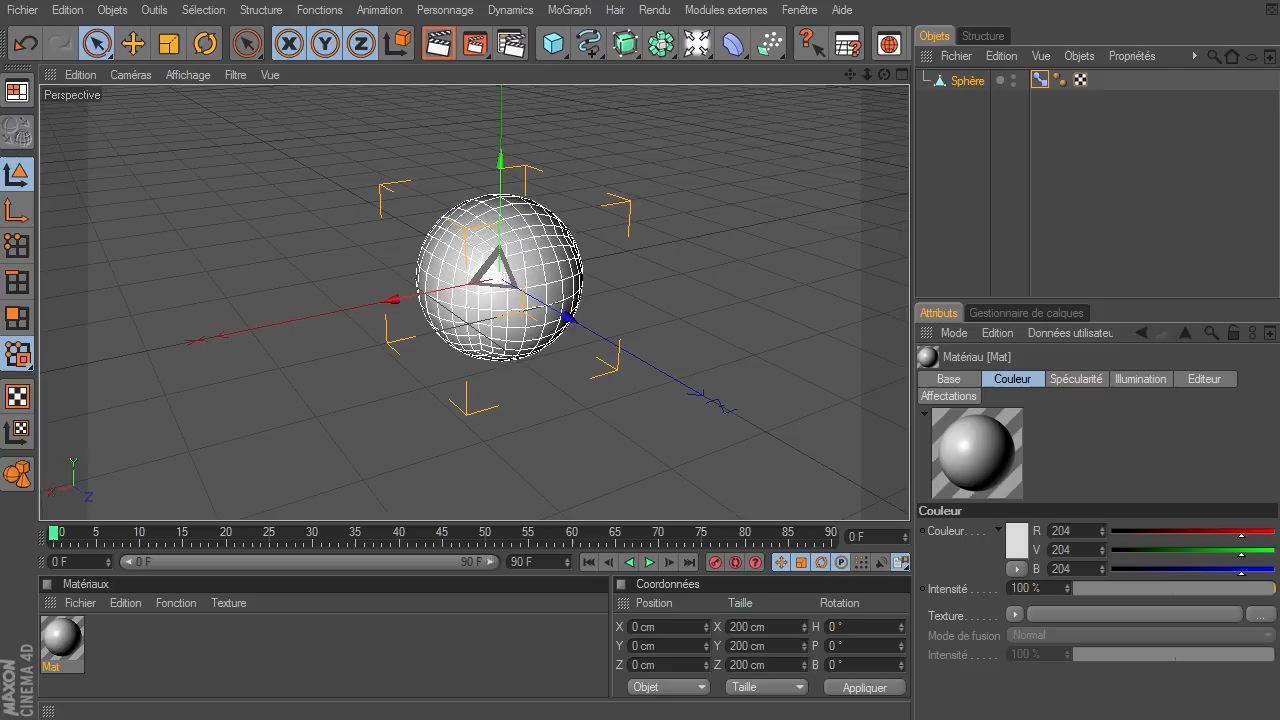 Fichier Edition Objets Outils Sélection Structure Fonctions Animation Personnage Dynamics MoGraph Hair Rendu Modules externes Fenêtre Aide
Objets Structure
Fichier Edition Vue Objets Propriétés
Edition Caméras Affichage Filtre Vue
Sphère
Perspective
Attributs Gestionnaire de calques
Mode Edition Données utilisateu
Matériau [Mat]
Base Couleur Spécularité Illumination Editeur
Affectations
Couleur
Couleur. . . . R 204
V 204
B 204
Intensité . . . . . 100 %
Texture . . . . . ...
Mode de fusion Normal
Intensité . . . . . 100 %
Y
X
Z
0 5 10 15 20 25 30 35 40 45 50 55 60 65 70 75 80 85 90 0 F
0 F 0 F 90 F 90 F
Matériaux
Fichier Edition Fonction Texture
Mat
Coordonnées
Position Taille Rotation
X 0 cm X 200 cm H 0 °
Y 0 cm Y 200 cm P 0 °
Z 0 cm Z 200 cm B 0 °
Objet Taille Appliquer
MAXON
CINEMA 4D